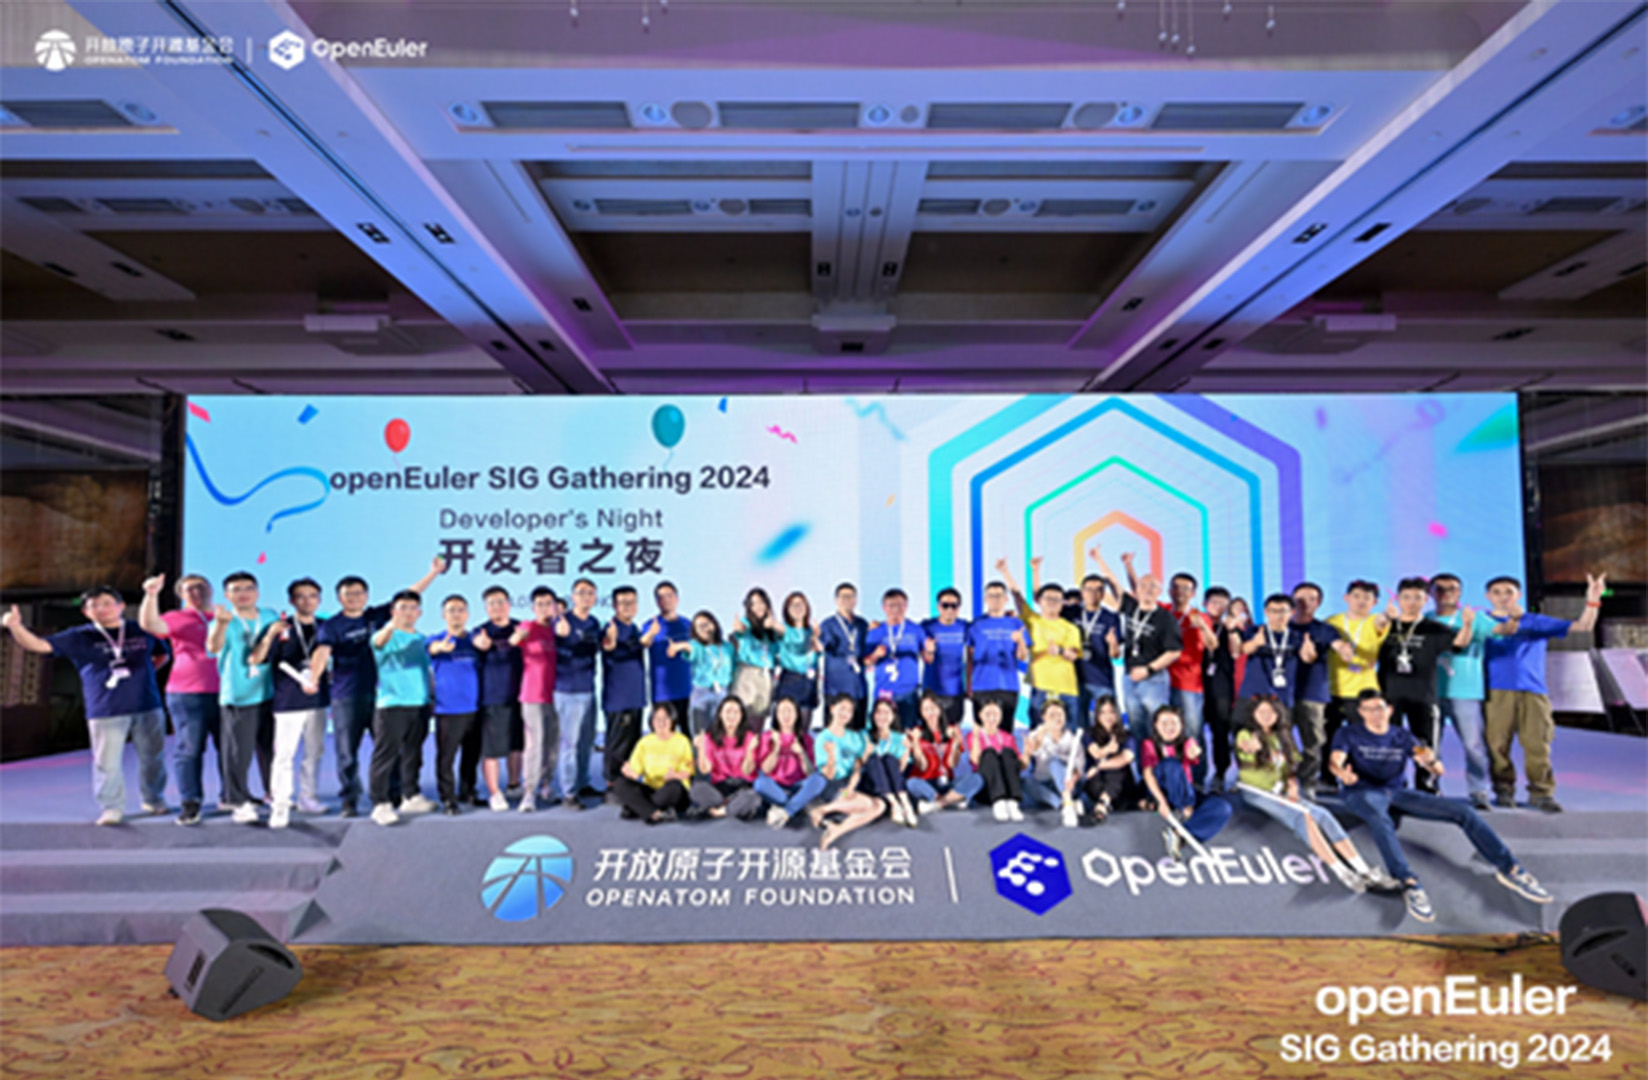 开放原子开源基金会
OPENATOM FOUNDATION
OpenEuler
openEuler SIG Gathering 2024
Developer's Night
开发者之夜
开放原子开源基金会
OPENATOM FOUNDATION
OpenEuler
openEuler
SIG Gathering 2024